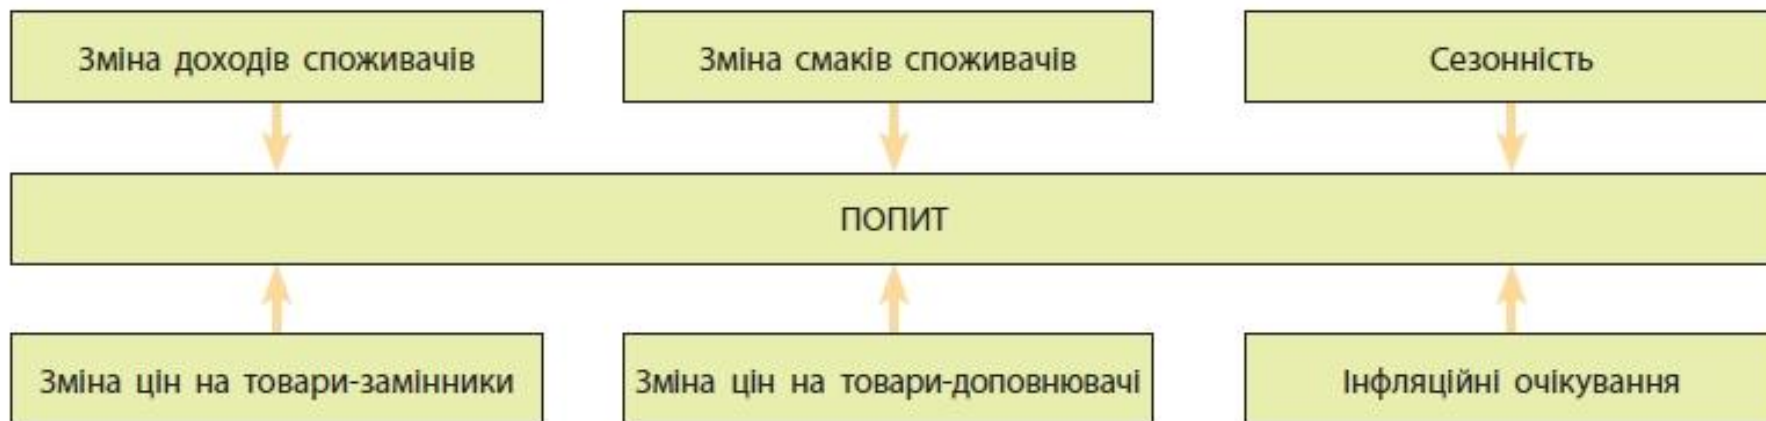 Зміна доходів споживачів
Зміна смаків споживачів
Сезонність
ПОПИТ
Зміна цін на товари-замінники
Зміна цін на товари-доповнювачі
Інфляційні очікування